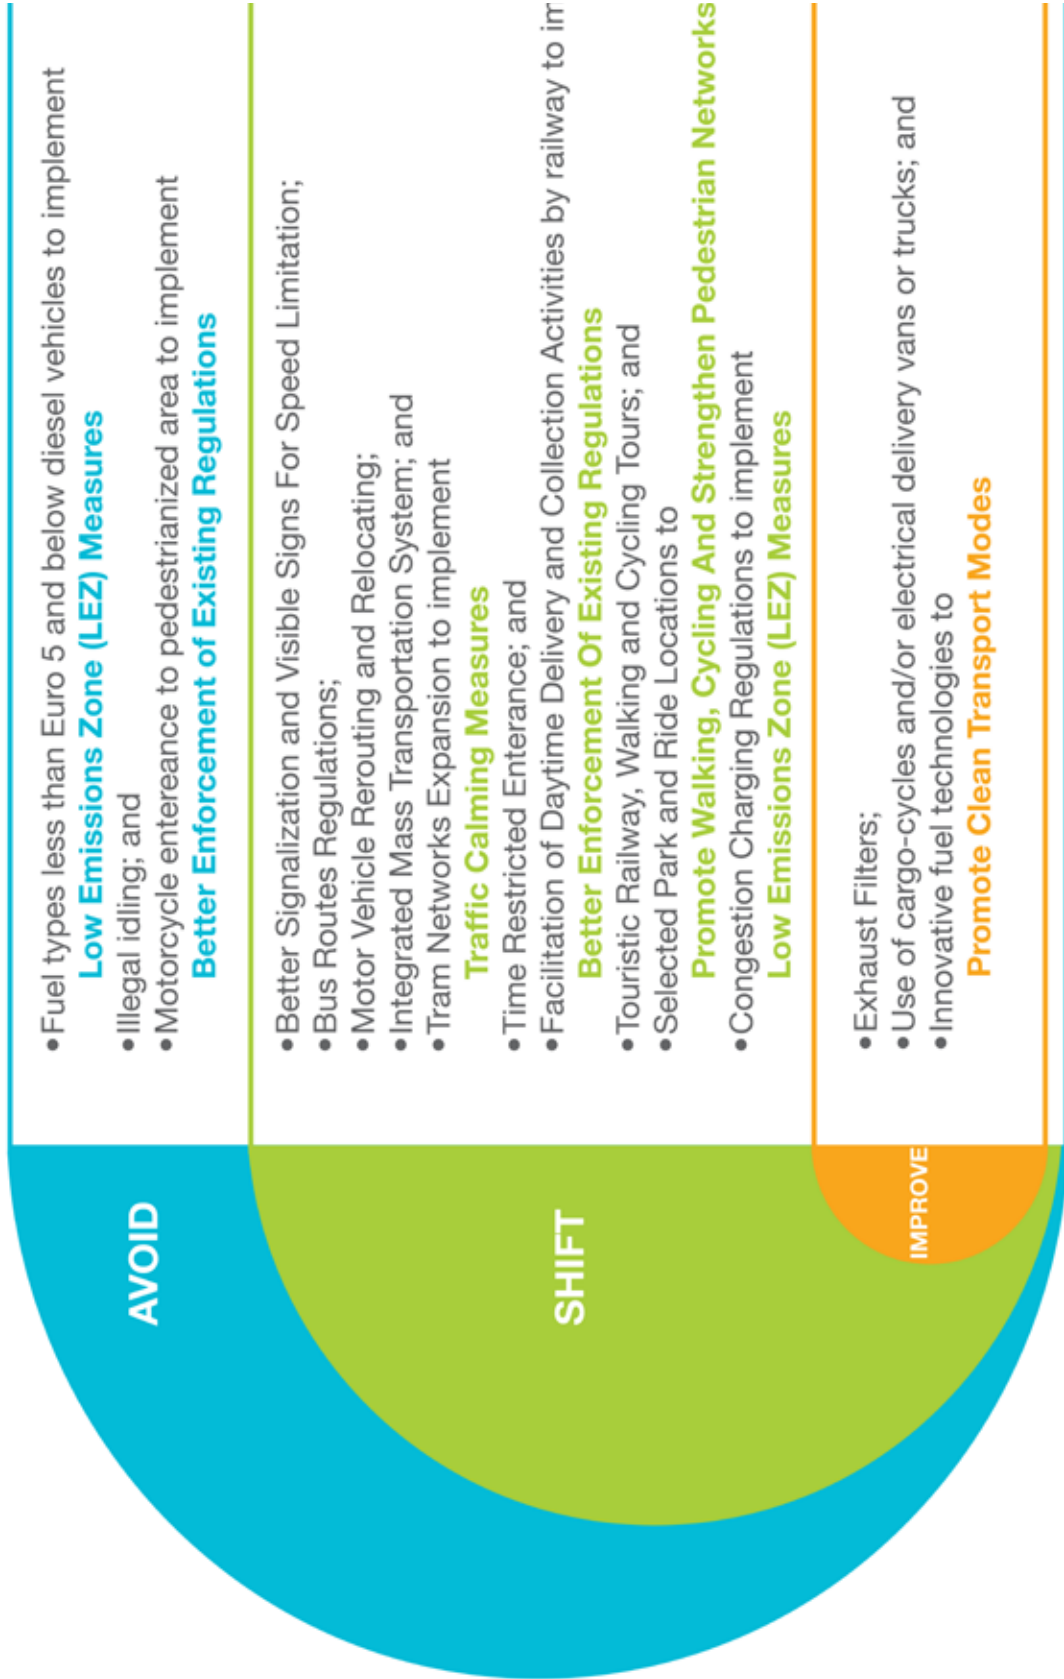 AVOID
•Fuel types less than Euro 5 and below diesel vehicles to implement
Low Emissions Zone (LEZ) Measures
•Illegal idling; and
•Motorcycle entereance to pedestrianized area to implement
Better Enforcement of Existing Regulations
SHIFT
•Better Signalization and Visible Signs For Speed Limitation;
•Bus Routes Regulations;
•Motor Vehicle Rerouting and Relocating;
•Integrated Mass Transportation System; and
•Tram Networks Expansion to implement
Traffic Calming Measures
•Time Restricted Enterance; and
•Facilitation of Daytime Delivery and Collection Activities by railway to
Better Enforcement Of Existing Regulations
•Touristic Railway, Walking and Cycling Tours; and
•Selected Park and Ride Locations to
Promote Walking, Cycling And Strengthen Pedestrian Networks
•Congestion Charging Regulations to implement
Low Emissions Zone (LEZ) Measures
IMPROVE
•Exhaust Filters;
•Use of cargo-cycles and/or electrical delivery vans or trucks; and
•Innovative fuel technologies to
Promote Clean Transport Modes